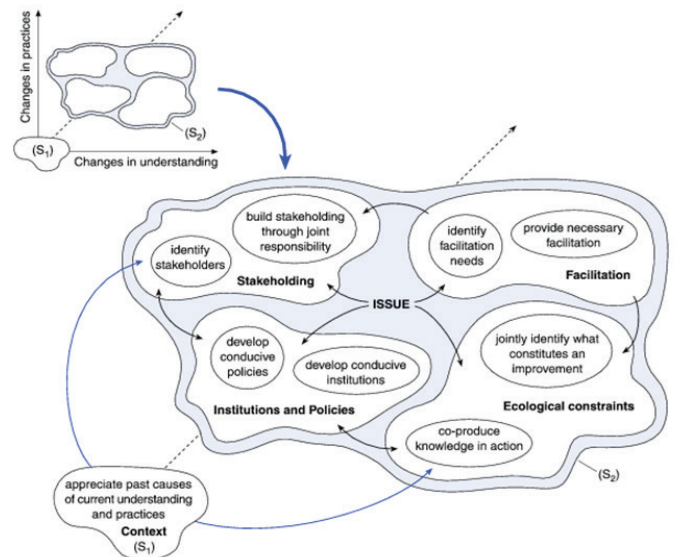 Changes in practices
(S₂)
(S₁)
Changes in understanding
build stakeholding
through joint
responsibility
identify
stakeholders
Stakeholding
identify
facilitation
needs
provide necessary
facilitation
Facilitation
ISSUE
develop
conducive
policies
develop conducive
institutions
Institutions and Policies
jointly identify what
constitutes an
improvement
Ecological constraints
co-produce
knowledge in action
(S₂)
appreciate past causes
of current understanding
and practices
Context
(S₁)